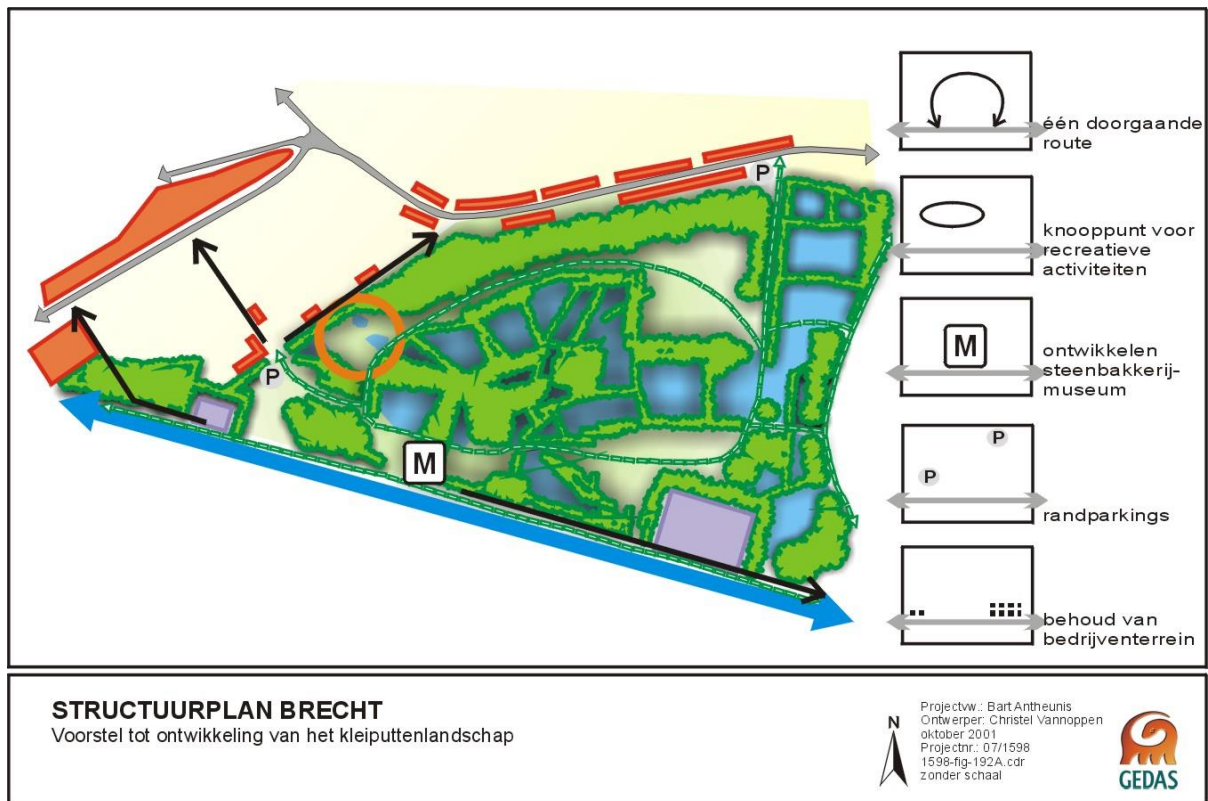 P
P
M
één doorgaande
route
knooppunt voor
recreatieve
activiteiten
M
ontwikkelen
steenbakkerij-
museum
P
P
randparkings
behoud van
bedrijventerrein
STRUCTUURPLAN BRECHT
Voorstel tot ontwikkeling van het kleiputtenlandschap
N
Projectvw.: Bart Antheunis
Ontwerper: Christel Vannoppen
oktober 2001
Projectnr.: 07/1598
1598-fig-192A.cdr
zonder schaal
GEDAS